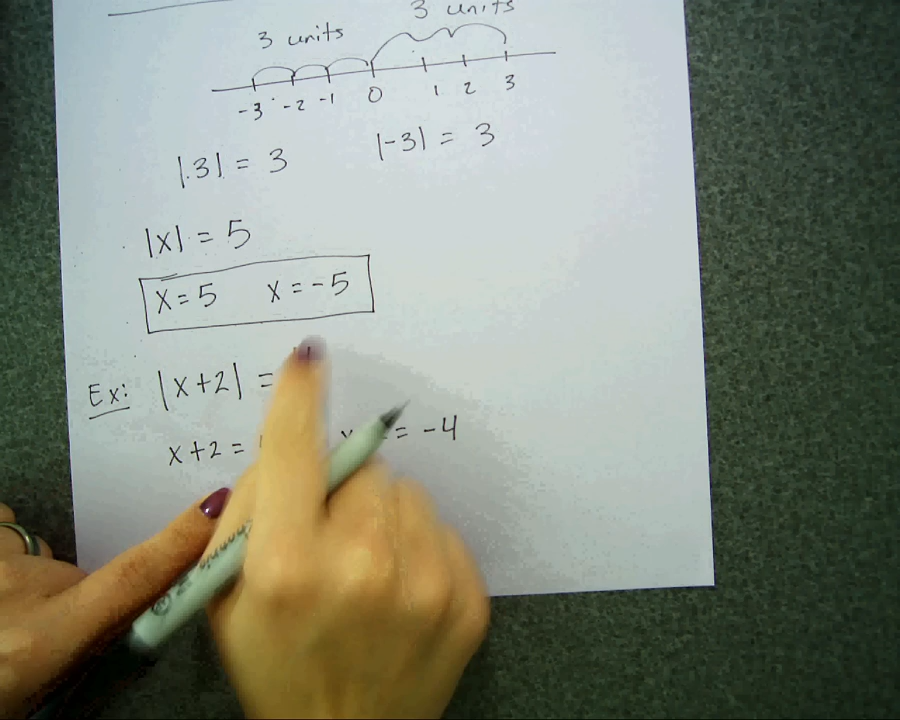 3 units 3 units
-3 -2 -1 0 1 2 3
|3| = 3 |-3| = 3
|x| = 5
x = 5 x = -5
Ex: |x+2| =
x+2 = = -4